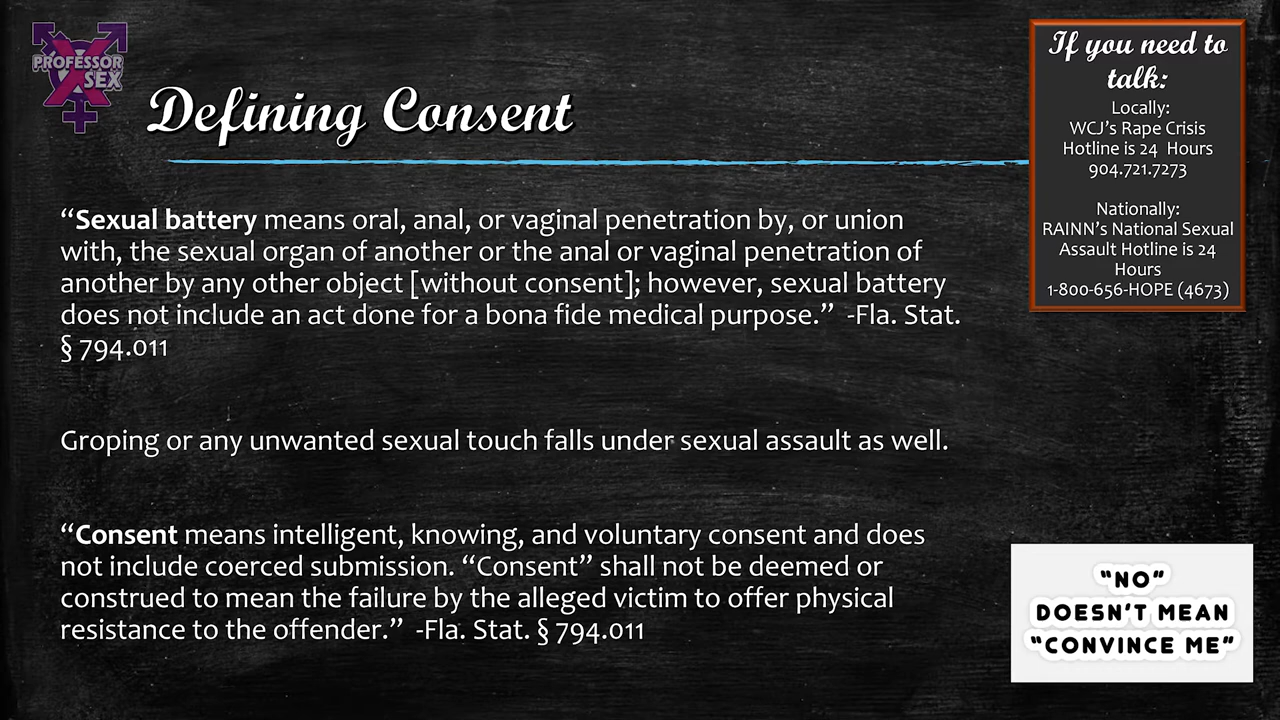 PROFESSOR
SEX
Defining Consent
“Sexual battery means oral, anal, or vaginal penetration by, or union
with, the sexual organ of another or the anal or vaginal penetration of
another by any other object [without consent]; however, sexual battery
does not include an act done for a bona fide medical purpose.” -Fla. Stat.
§ 794.011
Groping or any unwanted sexual touch falls under sexual assault as well.
“Consent means intelligent, knowing, and voluntary consent and does
not include coerced submission. “Consent” shall not be deemed or
construed to mean the failure by the alleged victim to offer physical
resistance to the offender.” -Fla. Stat. § 794.011
If you need to
talk:
Locally:
WCJ’s Rape Crisis
Hotline is 24 Hours
904.721.7273
Nationally:
RAINN’s National Sexual
Assault Hotline is 24
Hours
1-800-656-HOPE (4673)
“NO”
DOESN’T MEAN
“CONVINCE ME”